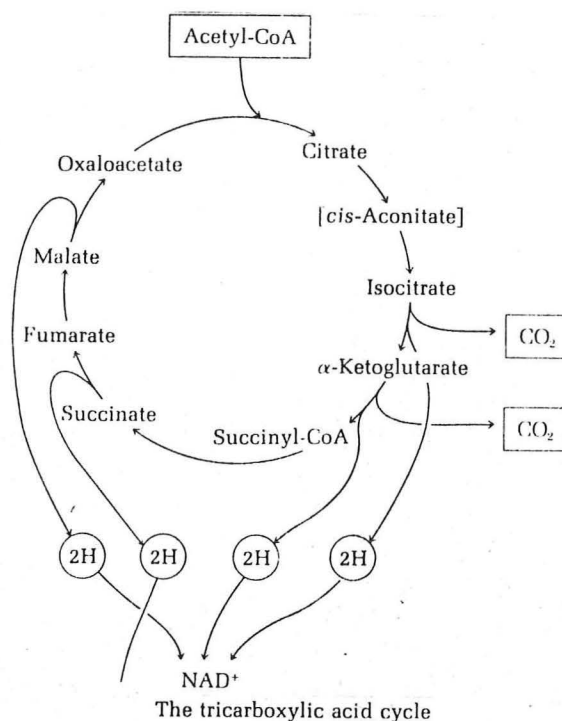 Acetyl-CoA
Oxaloacetate
Citrate
[cis-Aconitate]
Malate
Isocitrate
CO₂
Fumarate
α-Ketoglutarate
Succinate
Succinyl-CoA
CO₂
2H
2H
2H
2H
NAD⁺
The tricarboxylic acid cycle